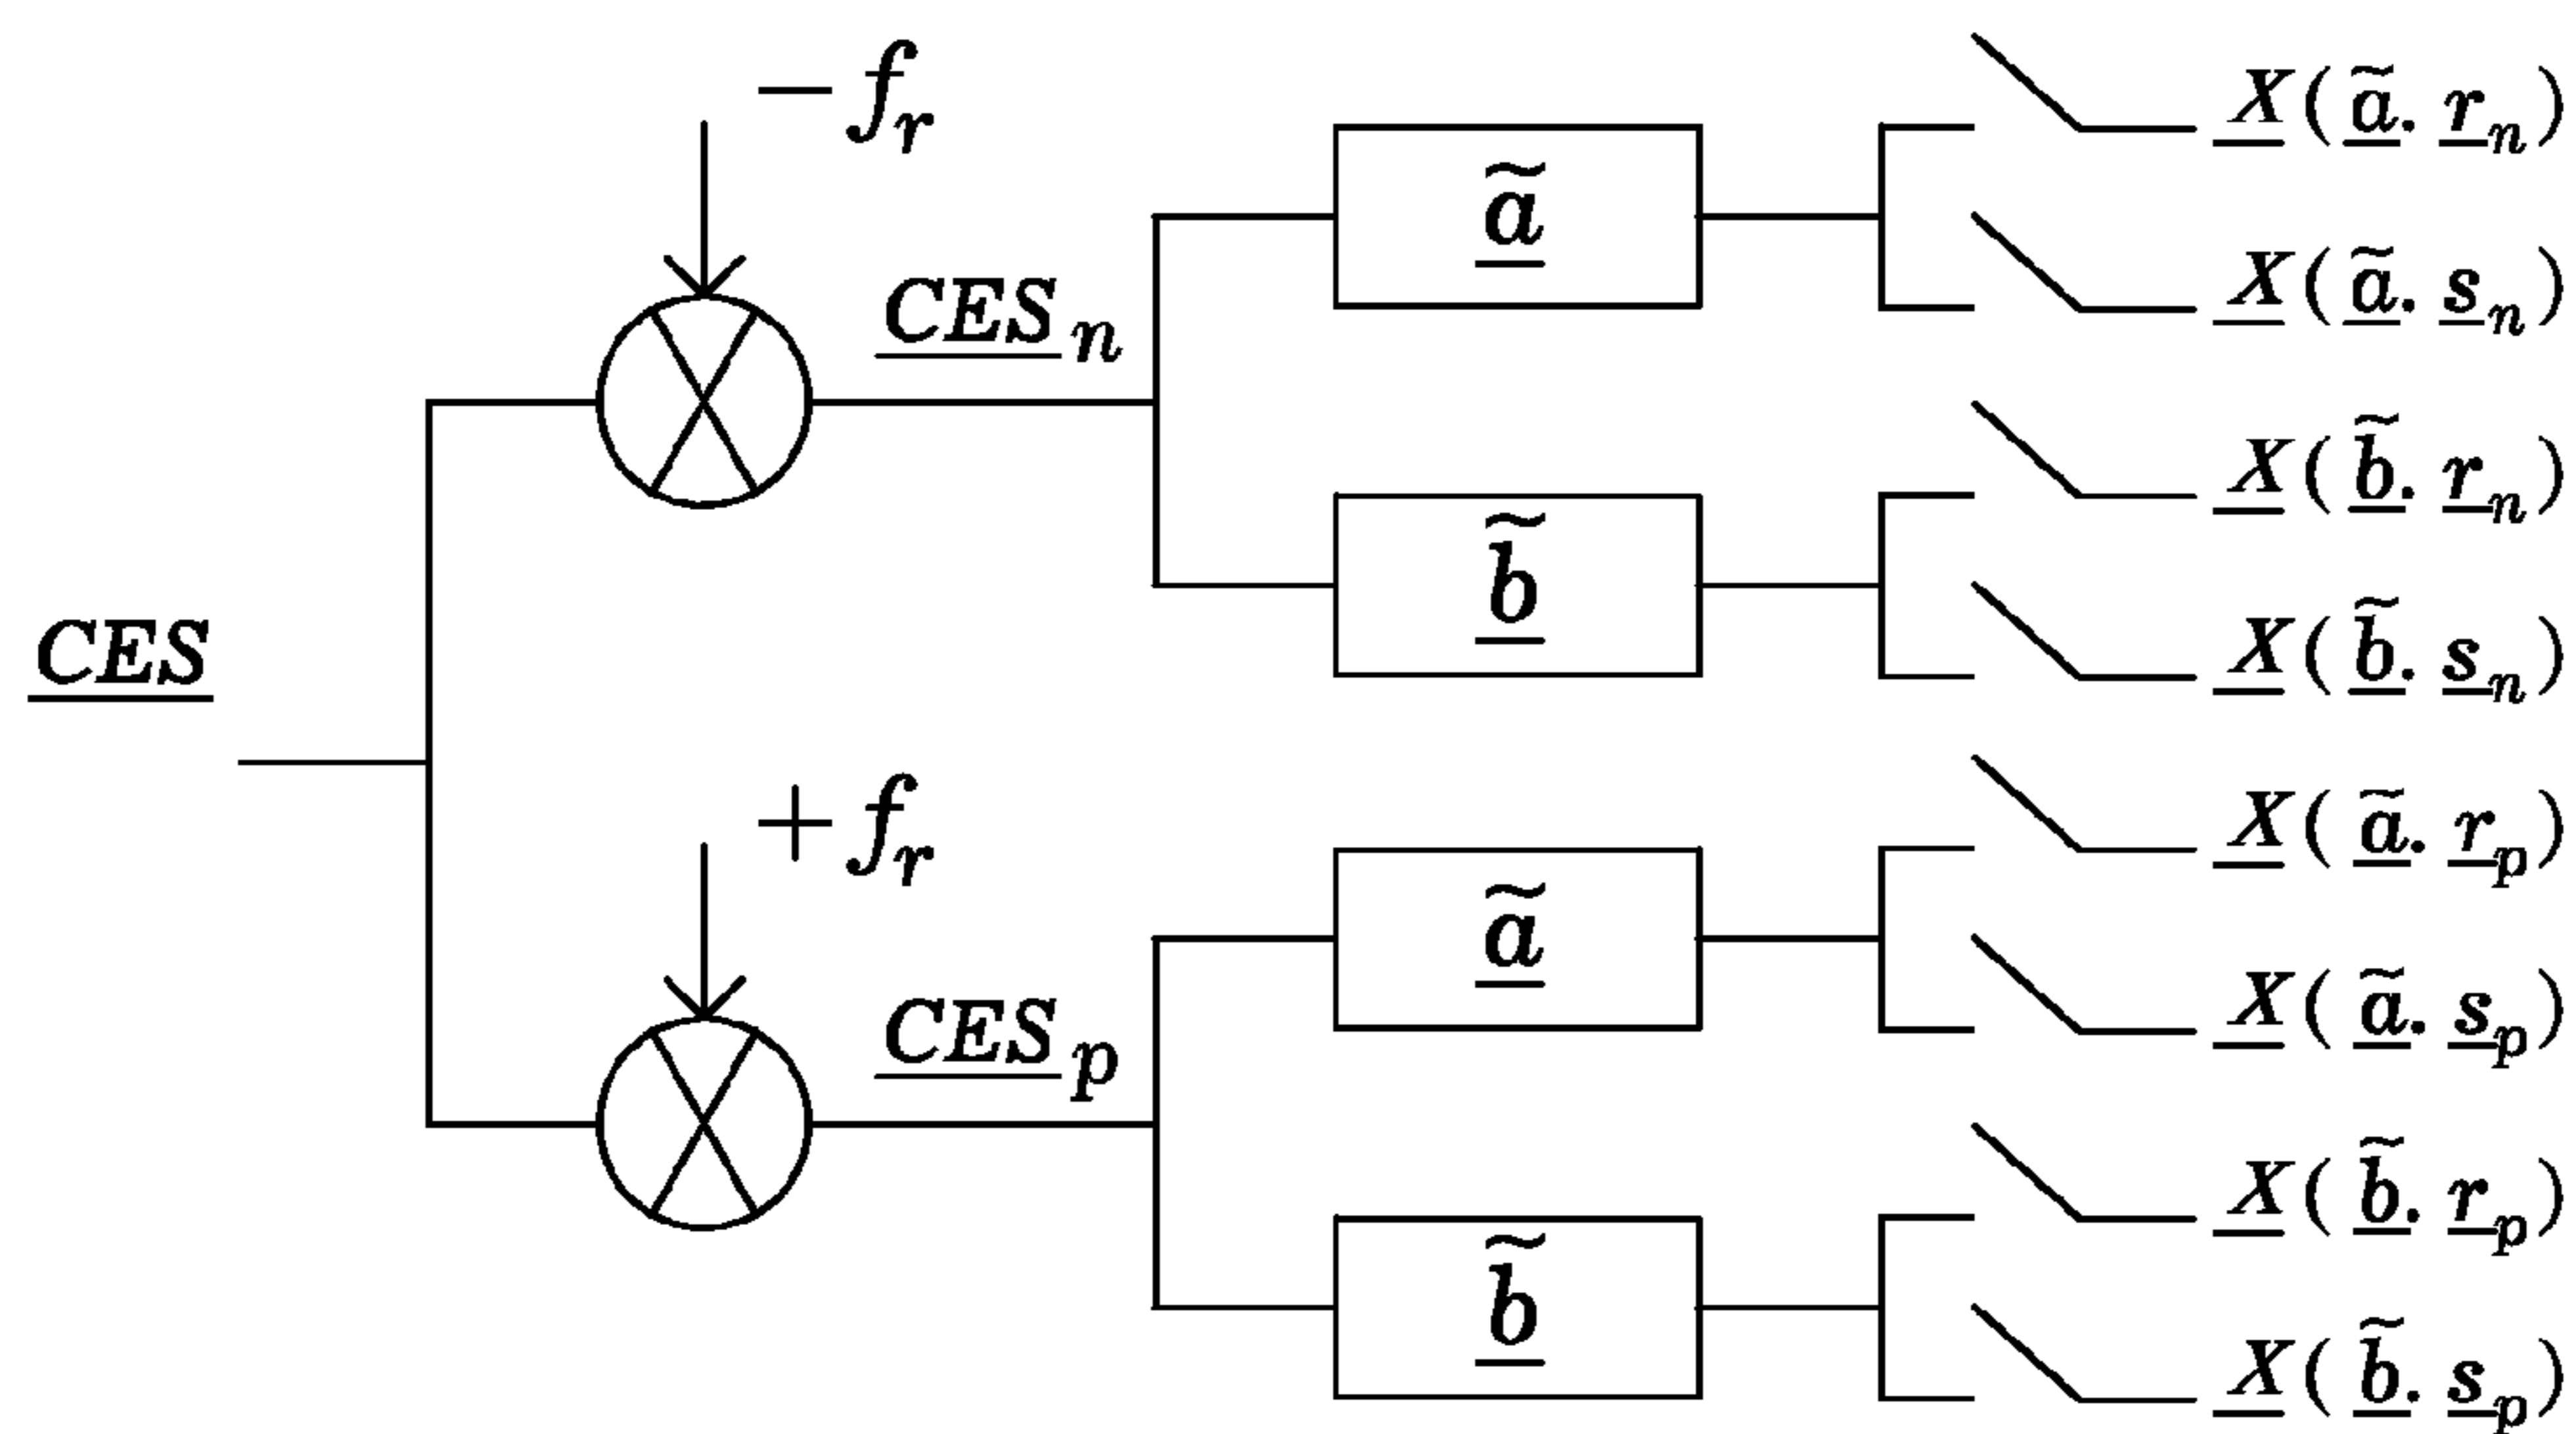 − f_r
X(ã. r_n)
CES_n
ã
X(ã. s_n)
b̃
X(b̃. r_n)
X(b̃. s_n)
CES
+ f_r
X(ã. r_p)
CES_p
ã
X(ã. s_p)
b̃
X(b̃. r_p)
X(b̃. s_p)